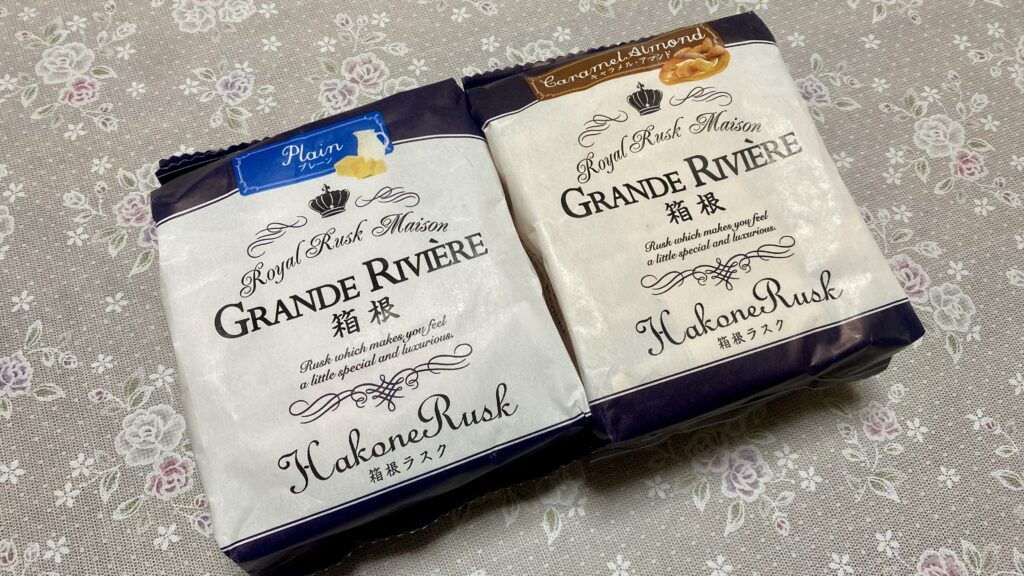 Plain
プレーン
Royal Rusk Maison
GRANDE RIVIÈRE
箱根
Rusk which makes you feel
a little special and luxurious.
HakoneRusk
箱根ラスク
Caramel Almond
キャラメル・アマンド
Royal Rusk Maison
GRANDE RIVIÈRE
箱根
Rusk which makes you feel
a little special and luxurious.
HakoneRusk
箱根ラスク